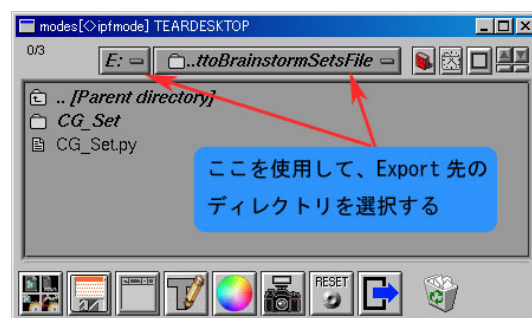 modes[<>ipfmode] TEARDESKTOP
0/3
E: ..ttoBrainstormSetsFile
.. [Parent directory]
CG_Set
CG_Set.py
ここを使用して、Export 先の
ディレクトリを選択する
RESET